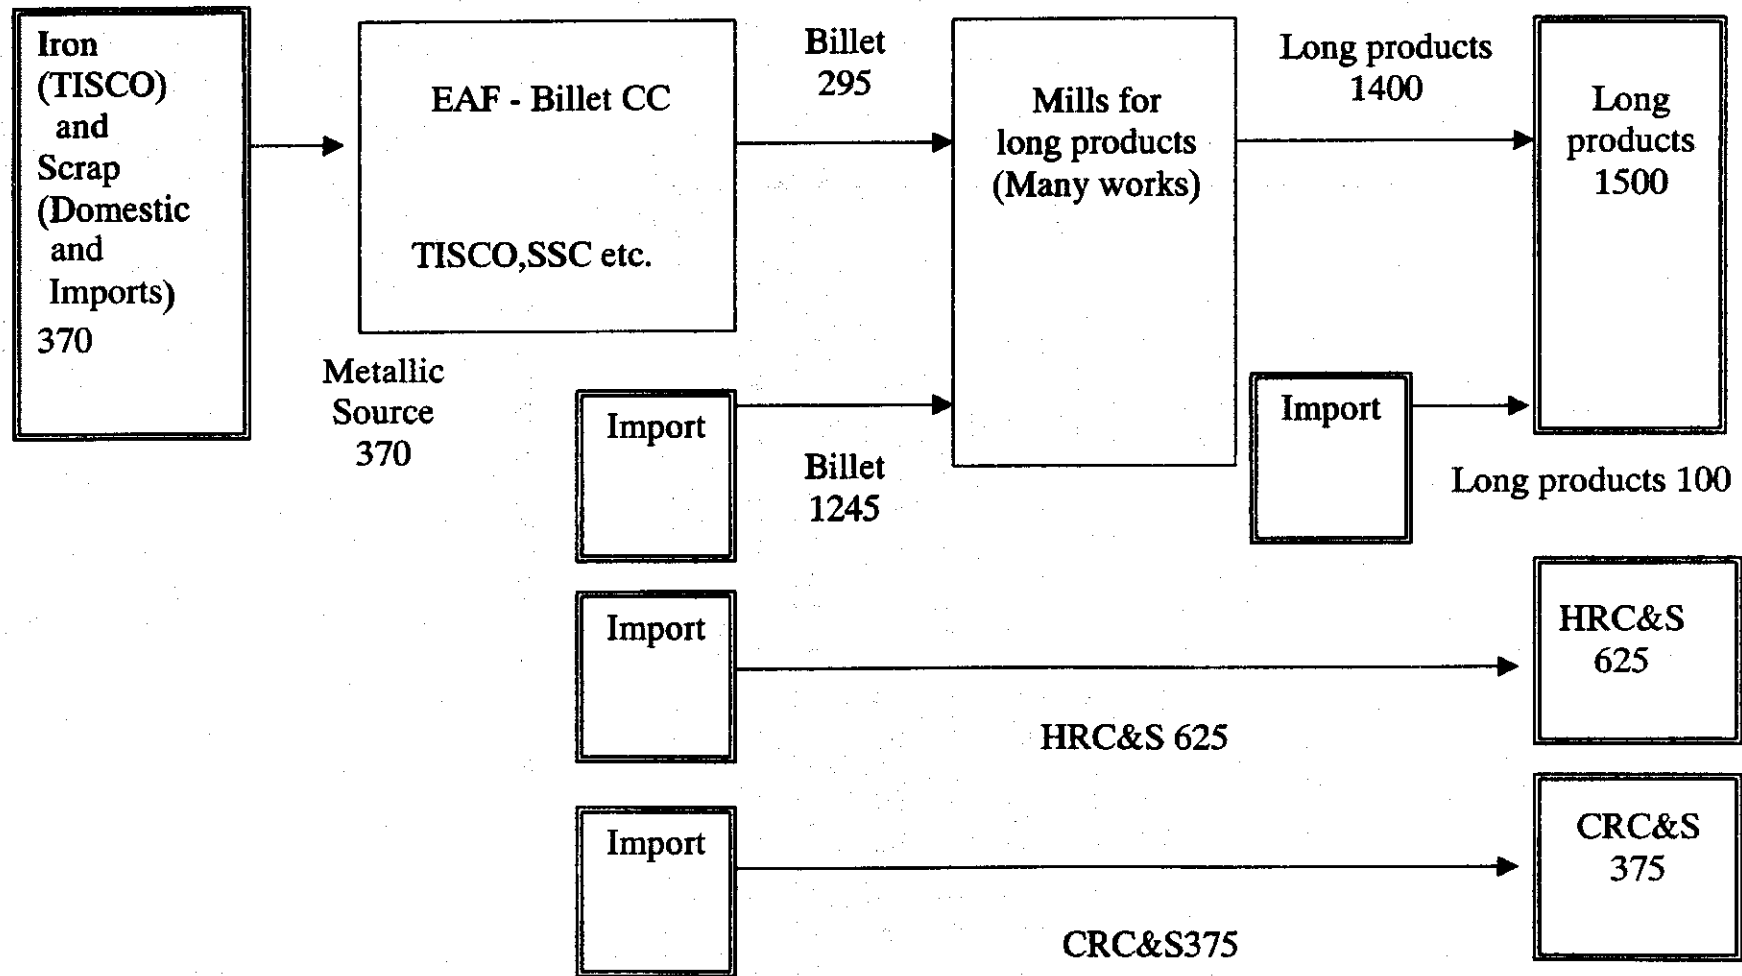 Iron
(TISCO)
and
Scrap
(Domestic
and
Imports)
370
EAF - Billet CC
TISCO,SSC etc.
Metallic
Source
370
Billet
295
Mills for
long products
(Many works)
Long products
1400
Long
products
1500
Import
Billet
1245
Import
Long products 100
Import
HRC&S 625
HRC&S
625
Import
CRC&S375
CRC&S
375